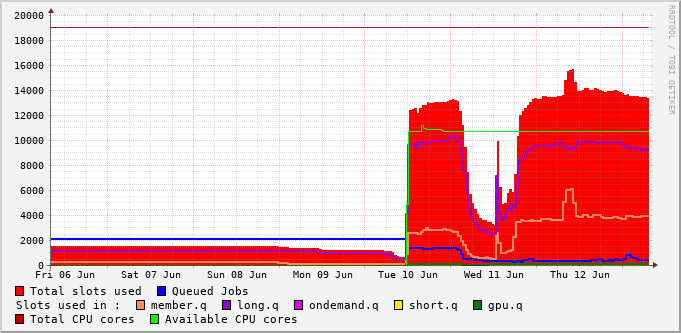 20000
18000
16000
14000
12000
10000
8000
6000
4000
2000
0
Fri 06 Jun Sat 07 Jun Sun 08 Jun Mon 09 Jun Tue 10 Jun Wed 11 Jun Thu 12 Jun
Total slots used Queued Jobs
Slots used in : member.q long.q ondemand.q short.q gpu.q
Total CPU cores Available CPU cores
RRDTOOL / TOBI OETIKER